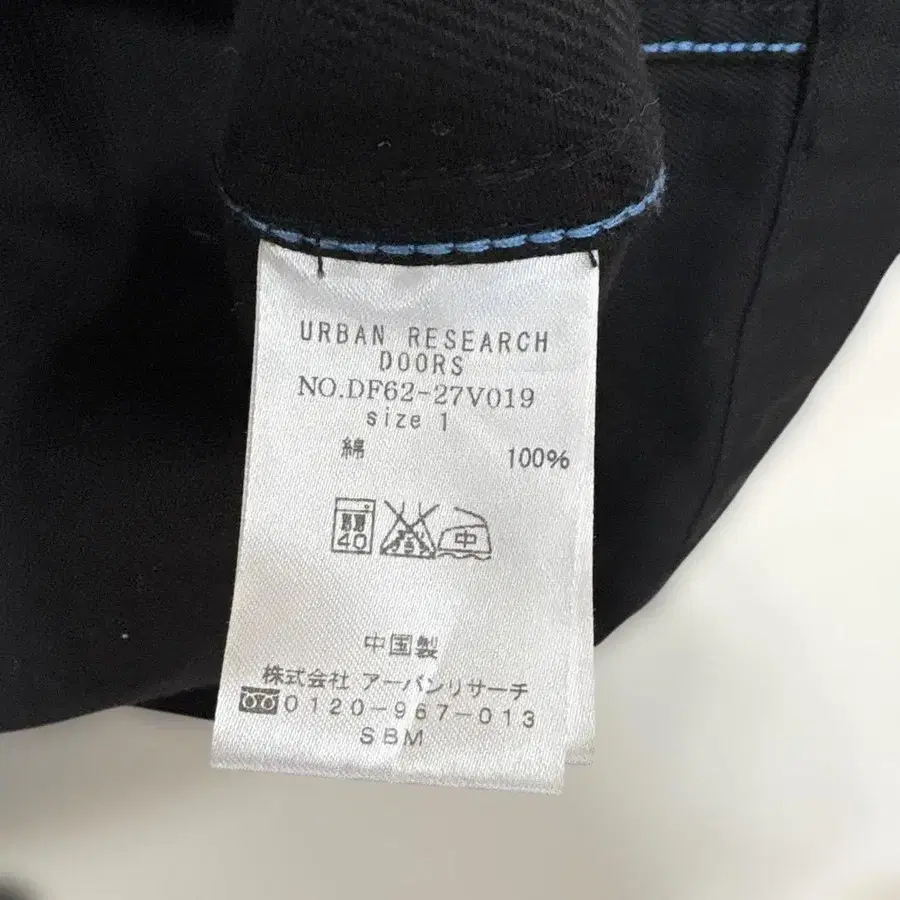 URBAN RESEARCH
DOORS
NO.DF62-27V019
size 1
綿 100%
40 中
中国製
株式会社 アーバンリサーチ
0120-967-013
SBM